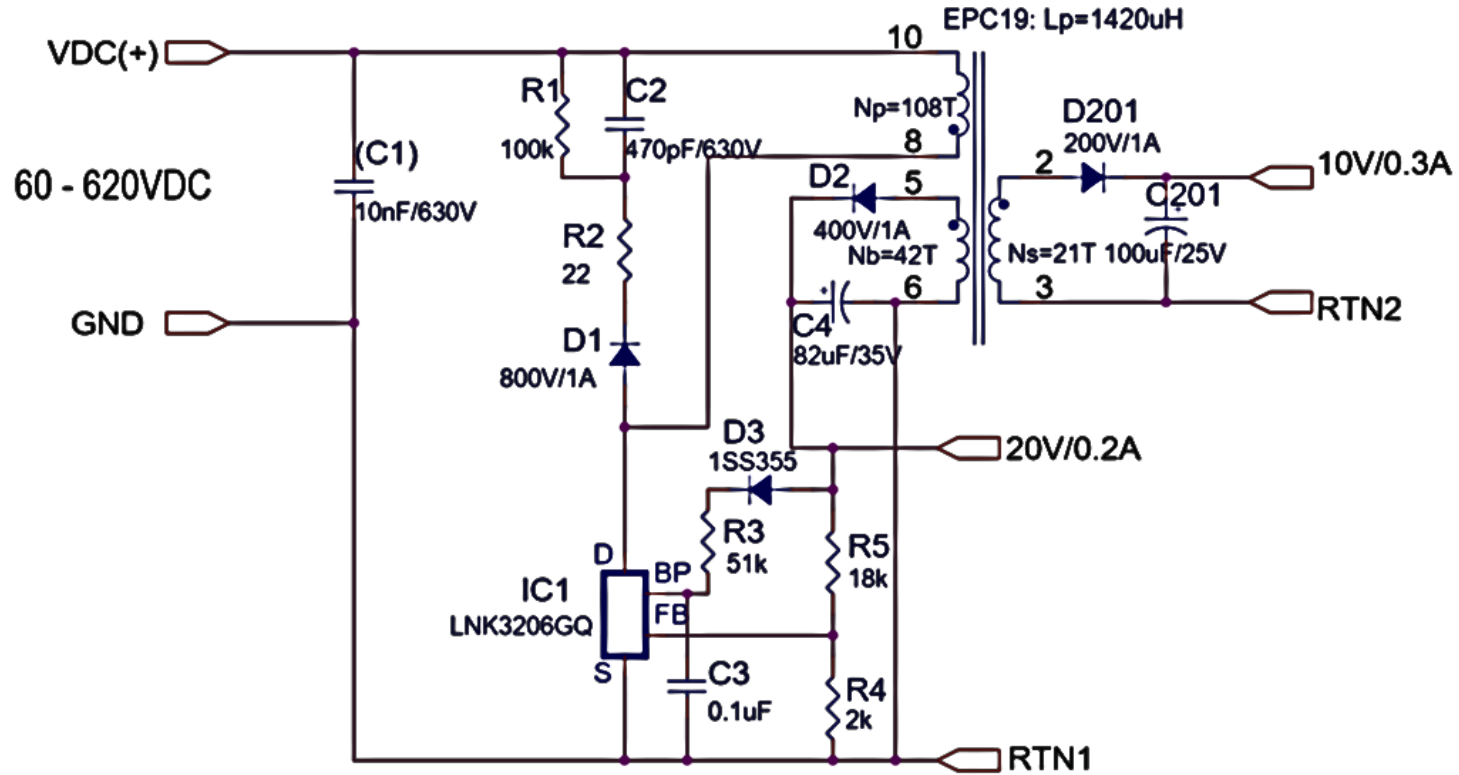 EPC19: Lp=1420uH
VDC(+)
10
R1
C2
Np=108T
D201
100k
470pF/630V
8
200V/1A
(C1)
2
10V/0.3A
60 - 620VDC
D2
5
C201
10nF/630V
400V/1A
R2
Nb=42T
Ns=21T
100uF/25V
22
6
3
RTN2
GND
+
+
C4
D1
82uF/35V
800V/1A
D3
20V/0.2A
1SS355
R3
R5
D
51k
18k
BP
IC1
FB
LNK3206GQ
S
C3
R4
0.1uF
2k
RTN1